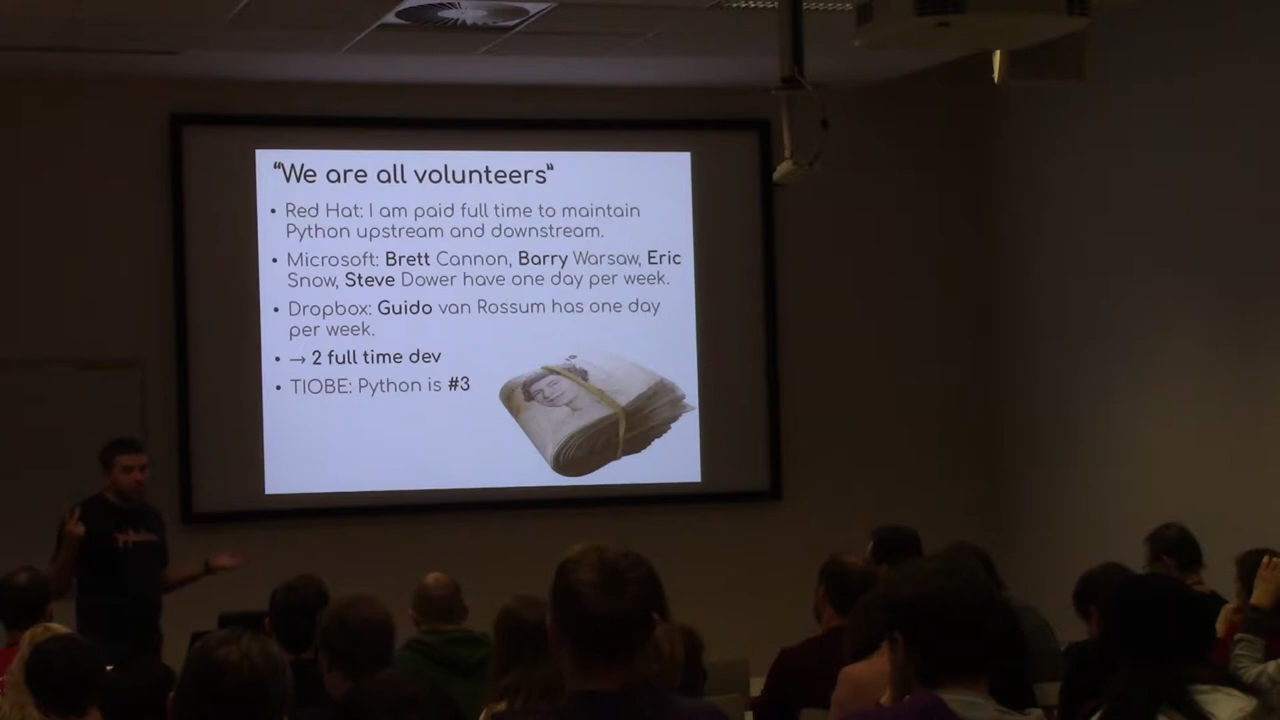 “We are all volunteers”
• Red Hat: I am paid full time to maintain
Python upstream and downstream.
• Microsoft: Brett Cannon, Barry Warsaw, Eric
Snow, Steve Dower have one day per week.
• Dropbox: Guido van Rossum has one day
per week.
• → 2 full time dev
• TIOBE: Python is #3